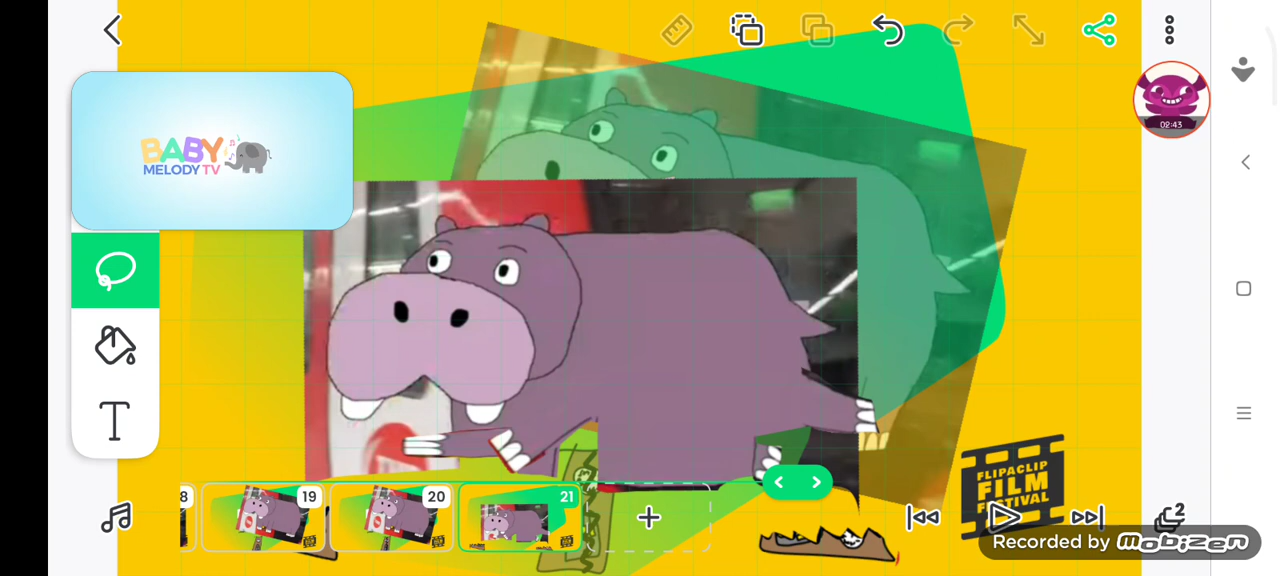 02:43
BABY
MELODY TV
T
8
19
20
21
FLIPACLIP
FILM
FESTIVAL
2
Recorded by mobizen